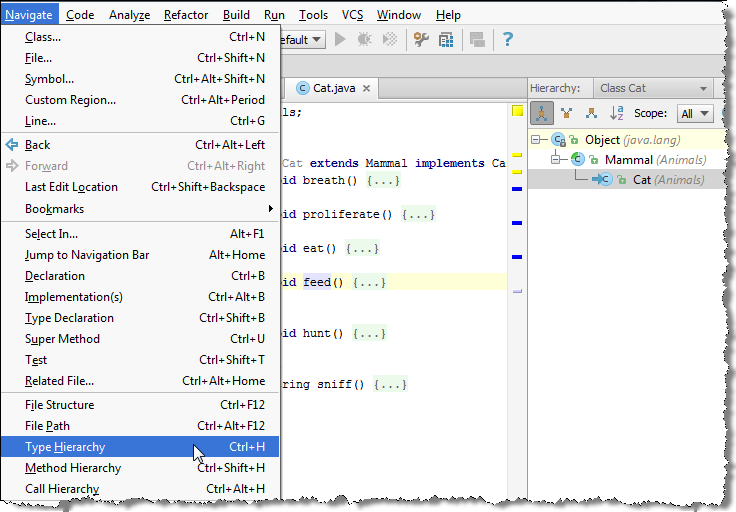 Navigate Code Analyze Refactor Build Run Tools VCS Window Help
efault
Class... Ctrl+N
File... Ctrl+Shift+N
Symbol... Ctrl+Alt+Shift+N
Custom Region... Ctrl+Alt+Period
Line... Ctrl+G
Back Ctrl+Alt+Left
Forward Ctrl+Alt+Right
Last Edit Location Ctrl+Shift+Backspace
Bookmarks
Select In... Alt+F1
Jump to Navigation Bar Alt+Home
Declaration Ctrl+B
Implementation(s) Ctrl+Alt+B
Type Declaration Ctrl+Shift+B
Super Method Ctrl+U
Test Ctrl+Shift+T
Related File... Ctrl+Alt+Home
File Structure Ctrl+F12
File Path Ctrl+Alt+F12
Type Hierarchy Ctrl+H
Method Hierarchy Ctrl+Shift+H
Call Hierarchy Ctrl+Alt+H
Cat.java
ls;
Cat extends Mammal implements Ca
id breath() {...}
id proliferate() {...}
id eat() {...}
id feed() {...}
id hunt() {...}
ring sniff() {...}
Hierarchy: Class Cat
Scope: All
Object (java.lang)
Mammal (Animals)
Cat (Animals)